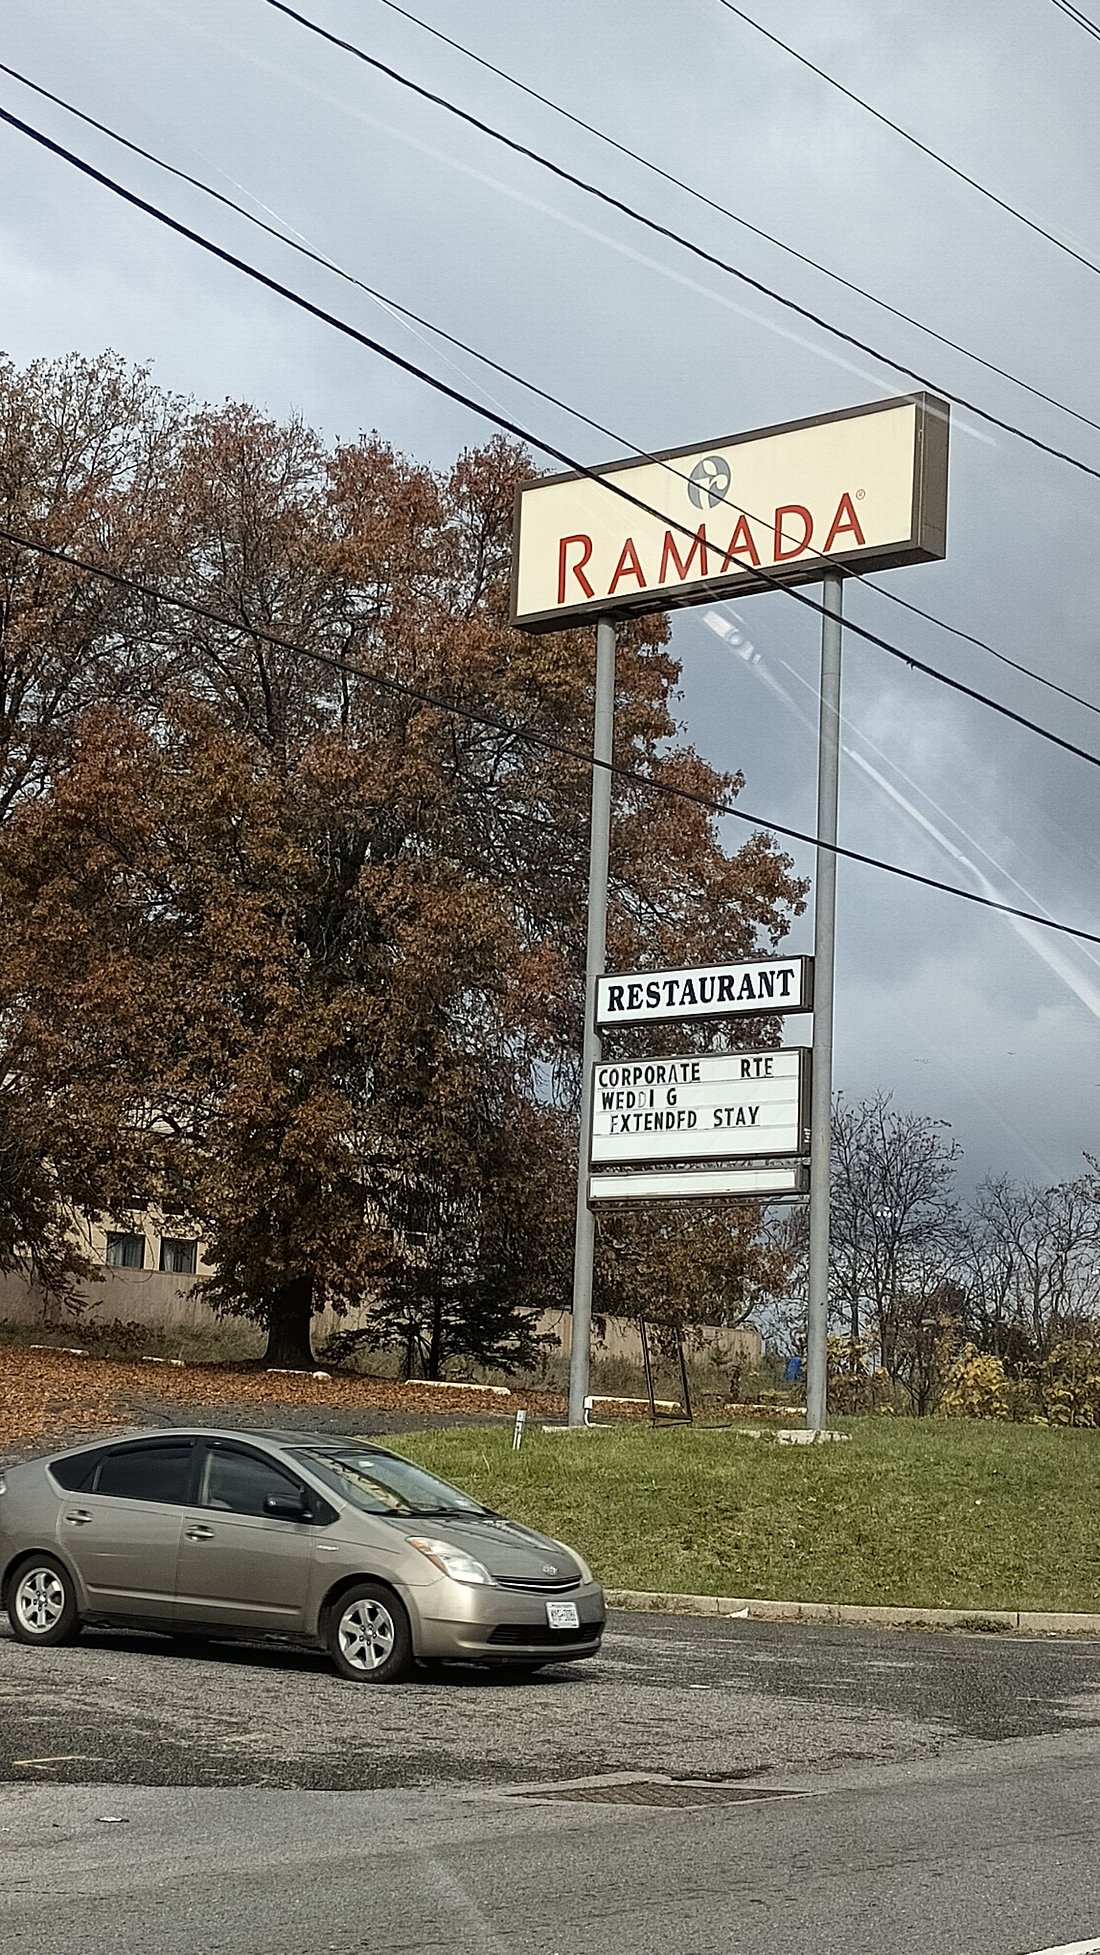 RAMADA®
RESTAURANT
CORPORATE RTE
WEDDI G
FXTENDFD STAY